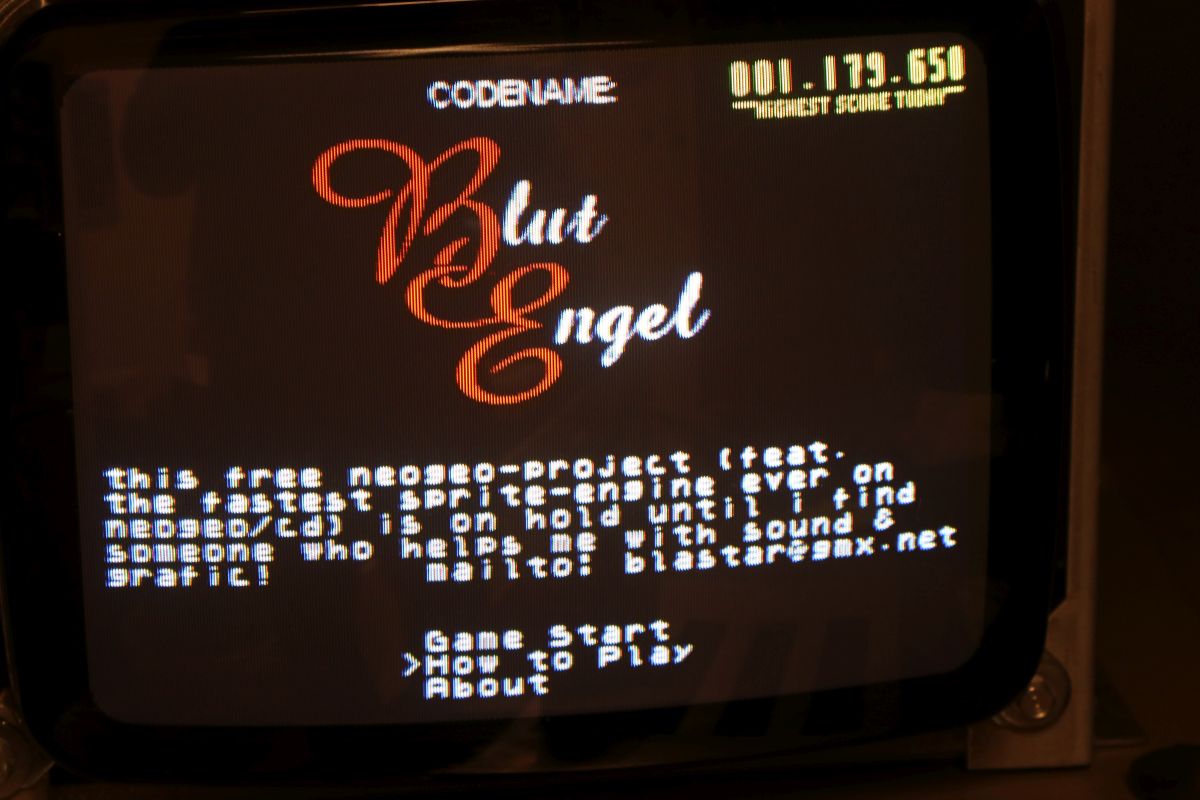 CODENAME:
001.179.650
"HIGHEST SCORE TODAY"
Blut
Engel
this free neogeo-project (feat.
the fastest sprite-engine ever on
neogeo/cd) is on hold until i find
someone who helps me with sound &
grafic! mailto: blastar@gmx.net
Game Start
>How to Play
About